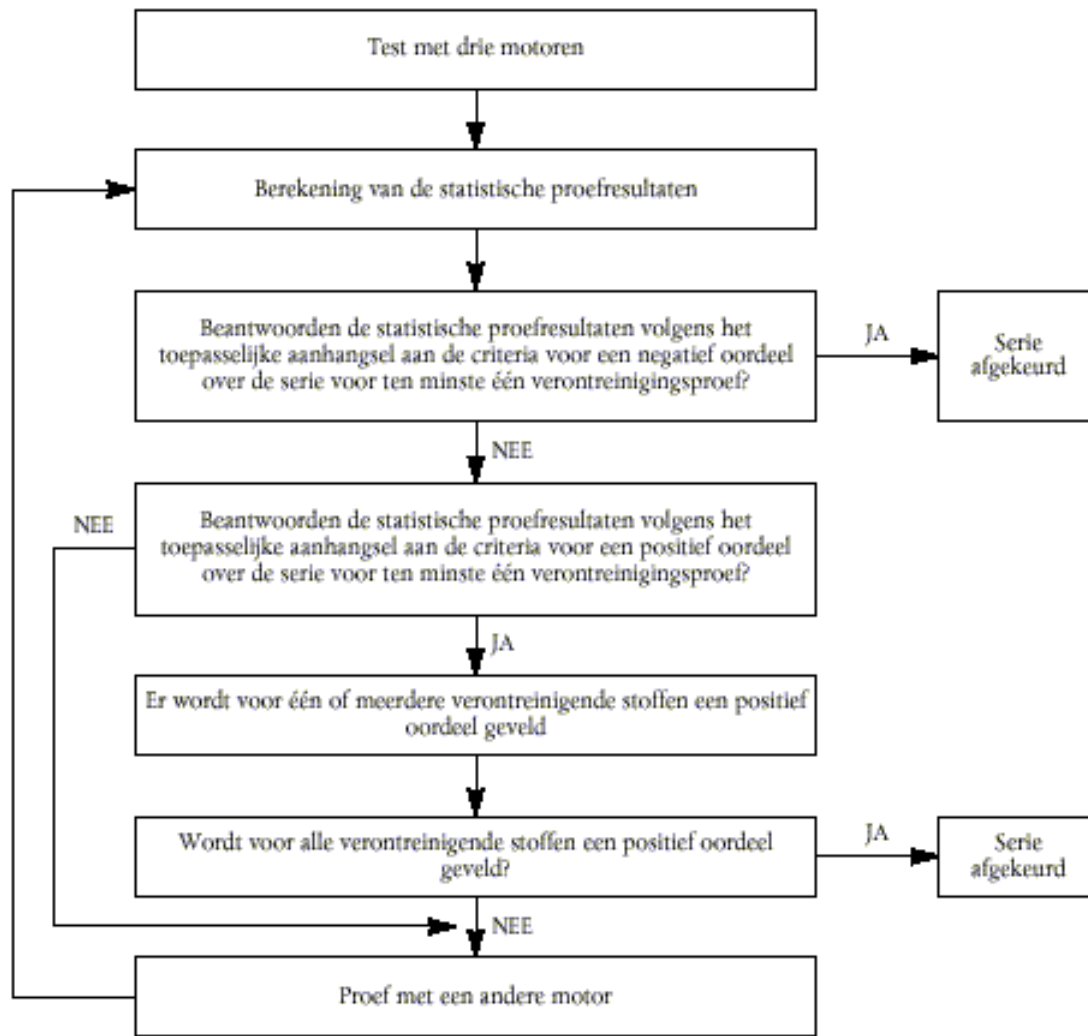 Test met drie motoren
Berekening van de statistische proefresultaten
Beantwoorden de statistische proefresultaten volgens het
toepasselijke aanhangsel aan de criteria voor een negatief oordeel
over de serie voor ten minste één verontreinigingsproef?
JA
Serie
afgekeurd
NEE
NEE
Beantwoorden de statistische proefresultaten volgens het
toepasselijke aanhangsel aan de criteria voor een positief oordeel
over de serie voor ten minste één verontreinigingsproef?
JA
Er wordt voor één of meerdere verontreinigende stoffen een positief
oordeel geveld
Wordt voor alle verontreinigende stoffen een positief oordeel
geveld?
JA
Serie
afgekeurd
NEE
Proef met een andere motor